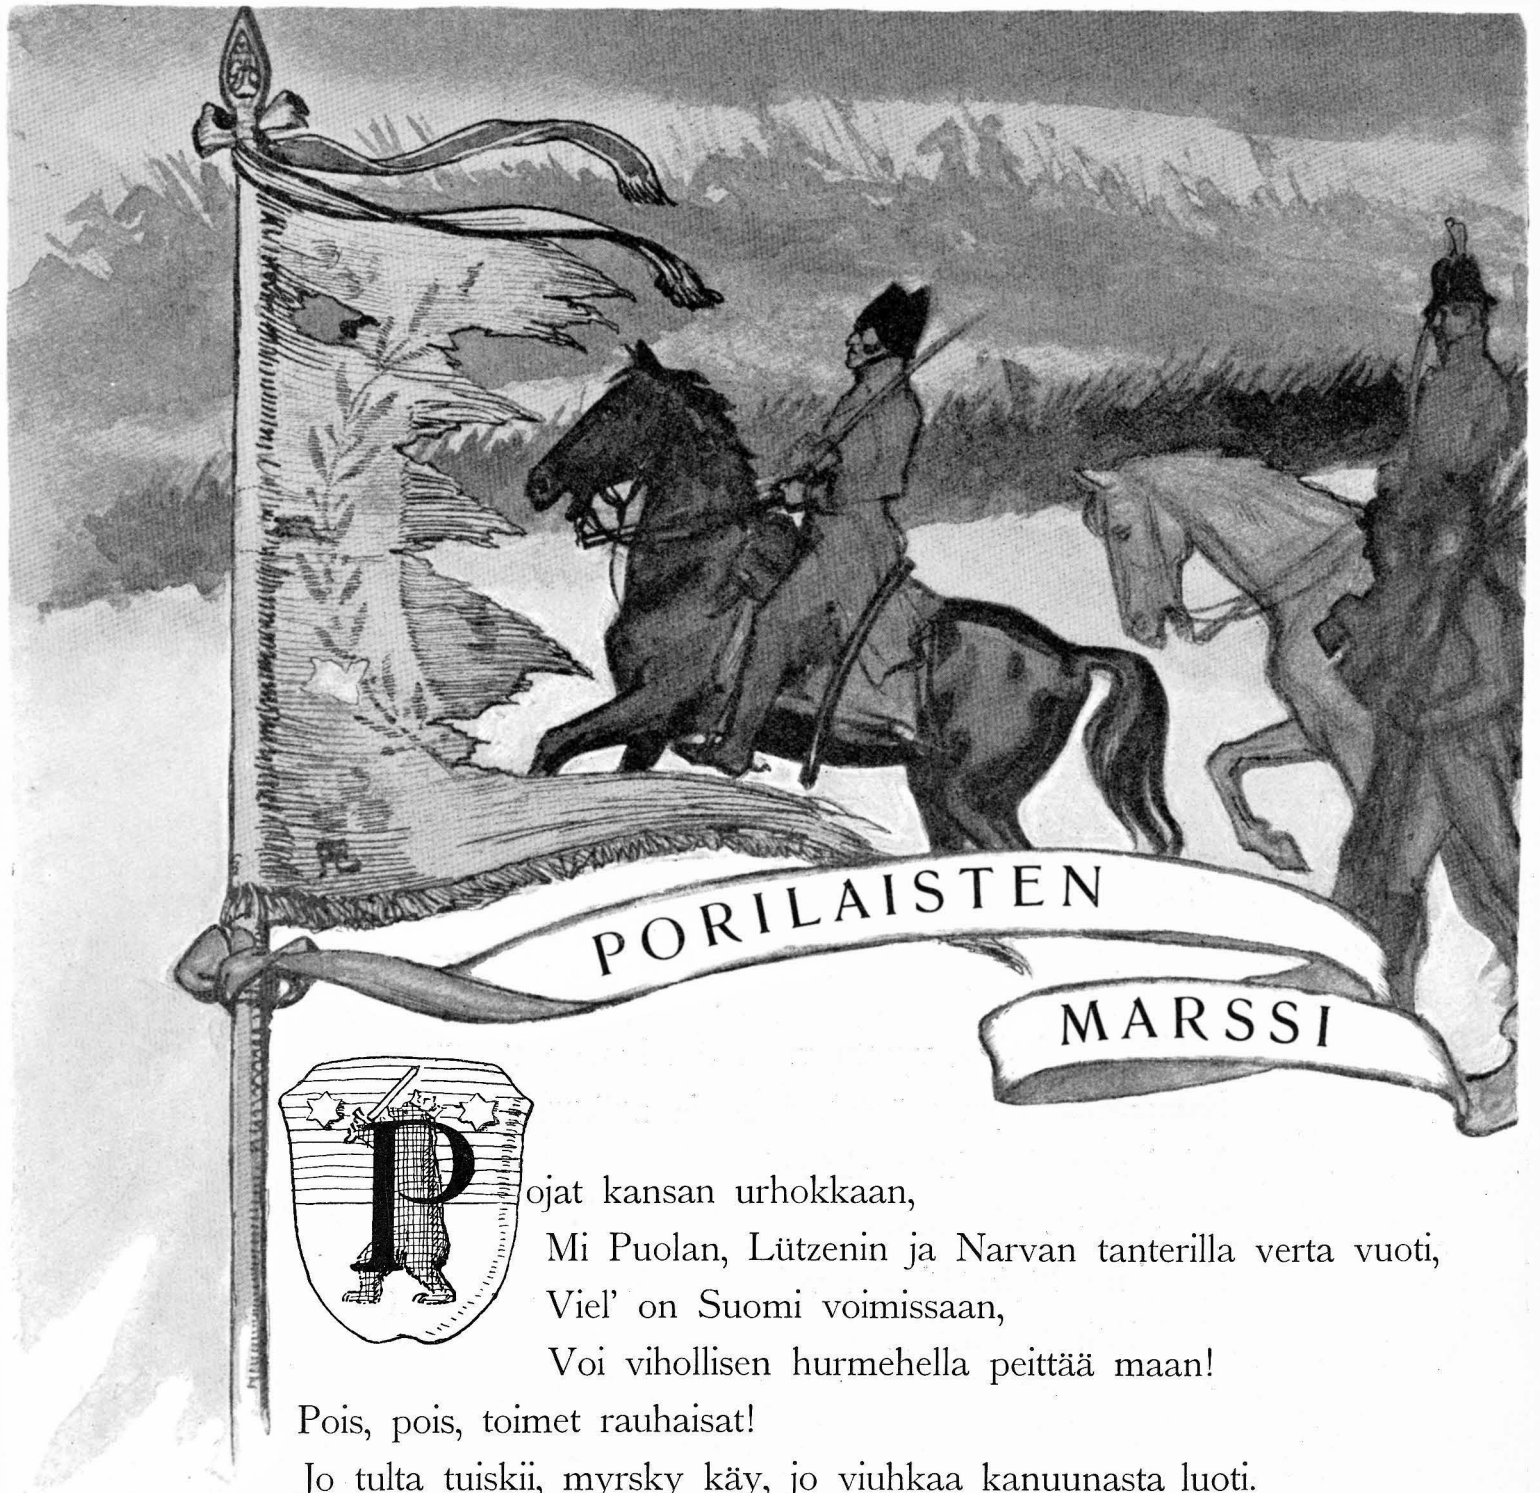 PORILAISTEN
MARSSI
Pojat kansan urhokkaan,
Mi Puolan, Lützenin ja Narvan tanterilla verta vuoti,
Viel' on Suomi voimissaan,
Voi vihollisen hurmehella peittää maan!
Pois, pois, toimet rauhaisat!
Jo tulta tuiskii, myrsky käy, jo viuhkaa kanuunasta luoti.